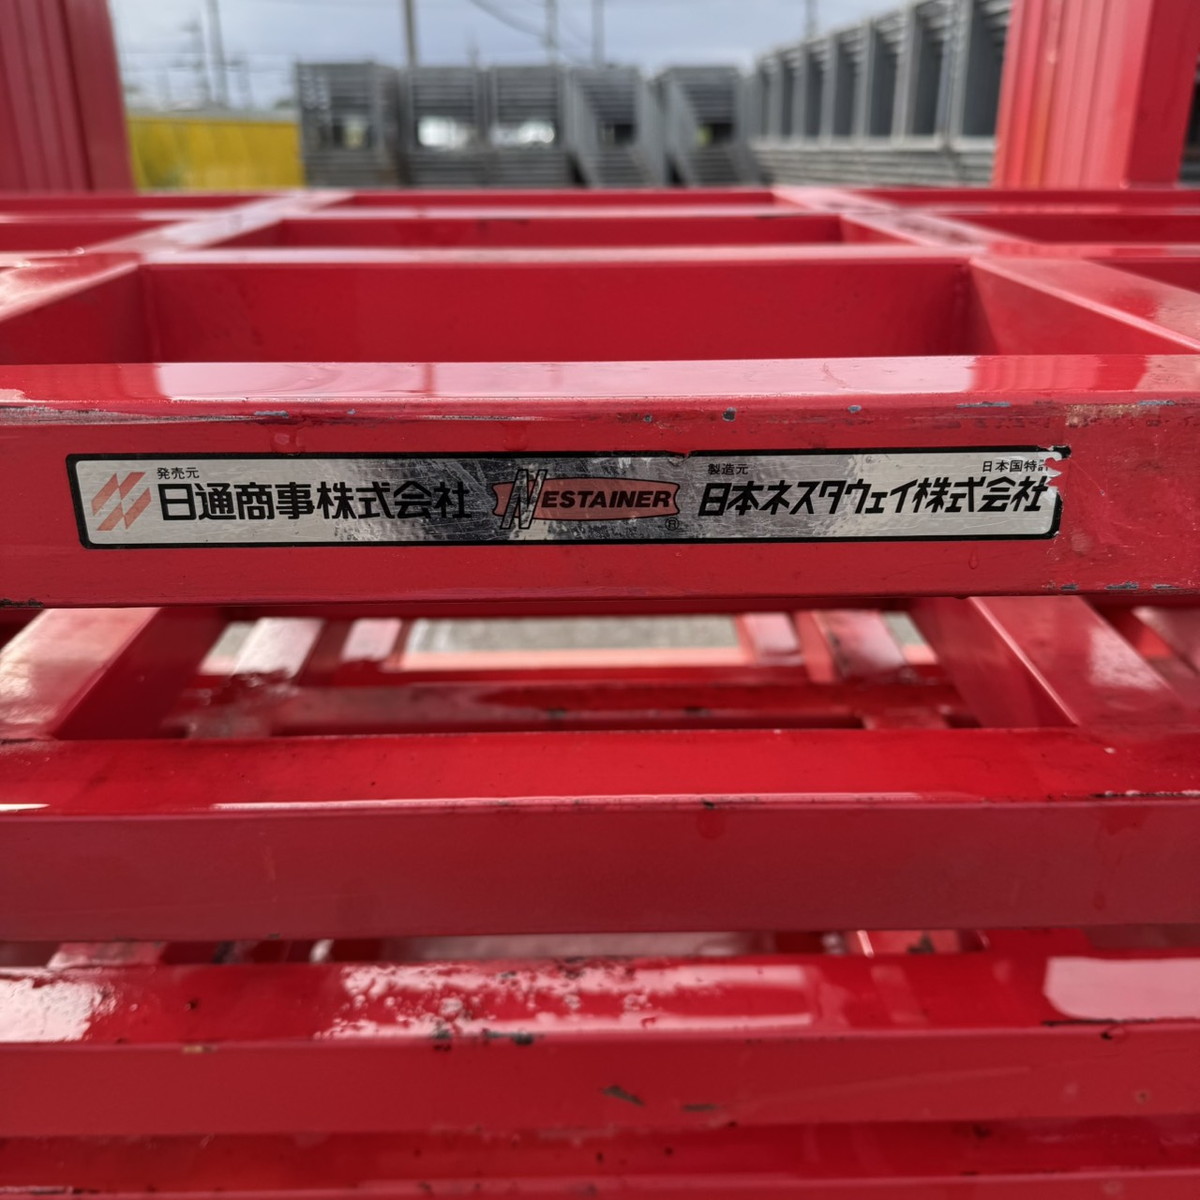 発売元
日通商事株式会社
NESTAINER
®
製造元
日本国特許
日本ネスタウェイ株式会社